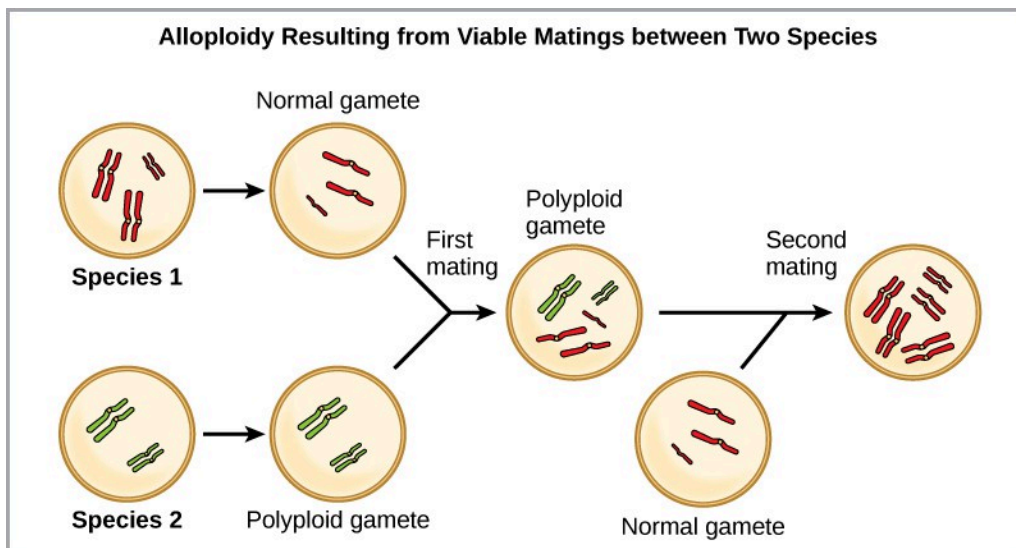 Alloploidy Resulting from Viable Matings between Two Species
Normal gamete
Species 1
First
mating
Polyploid
gamete
Second
mating
Species 2
Polyploid gamete
Normal gamete